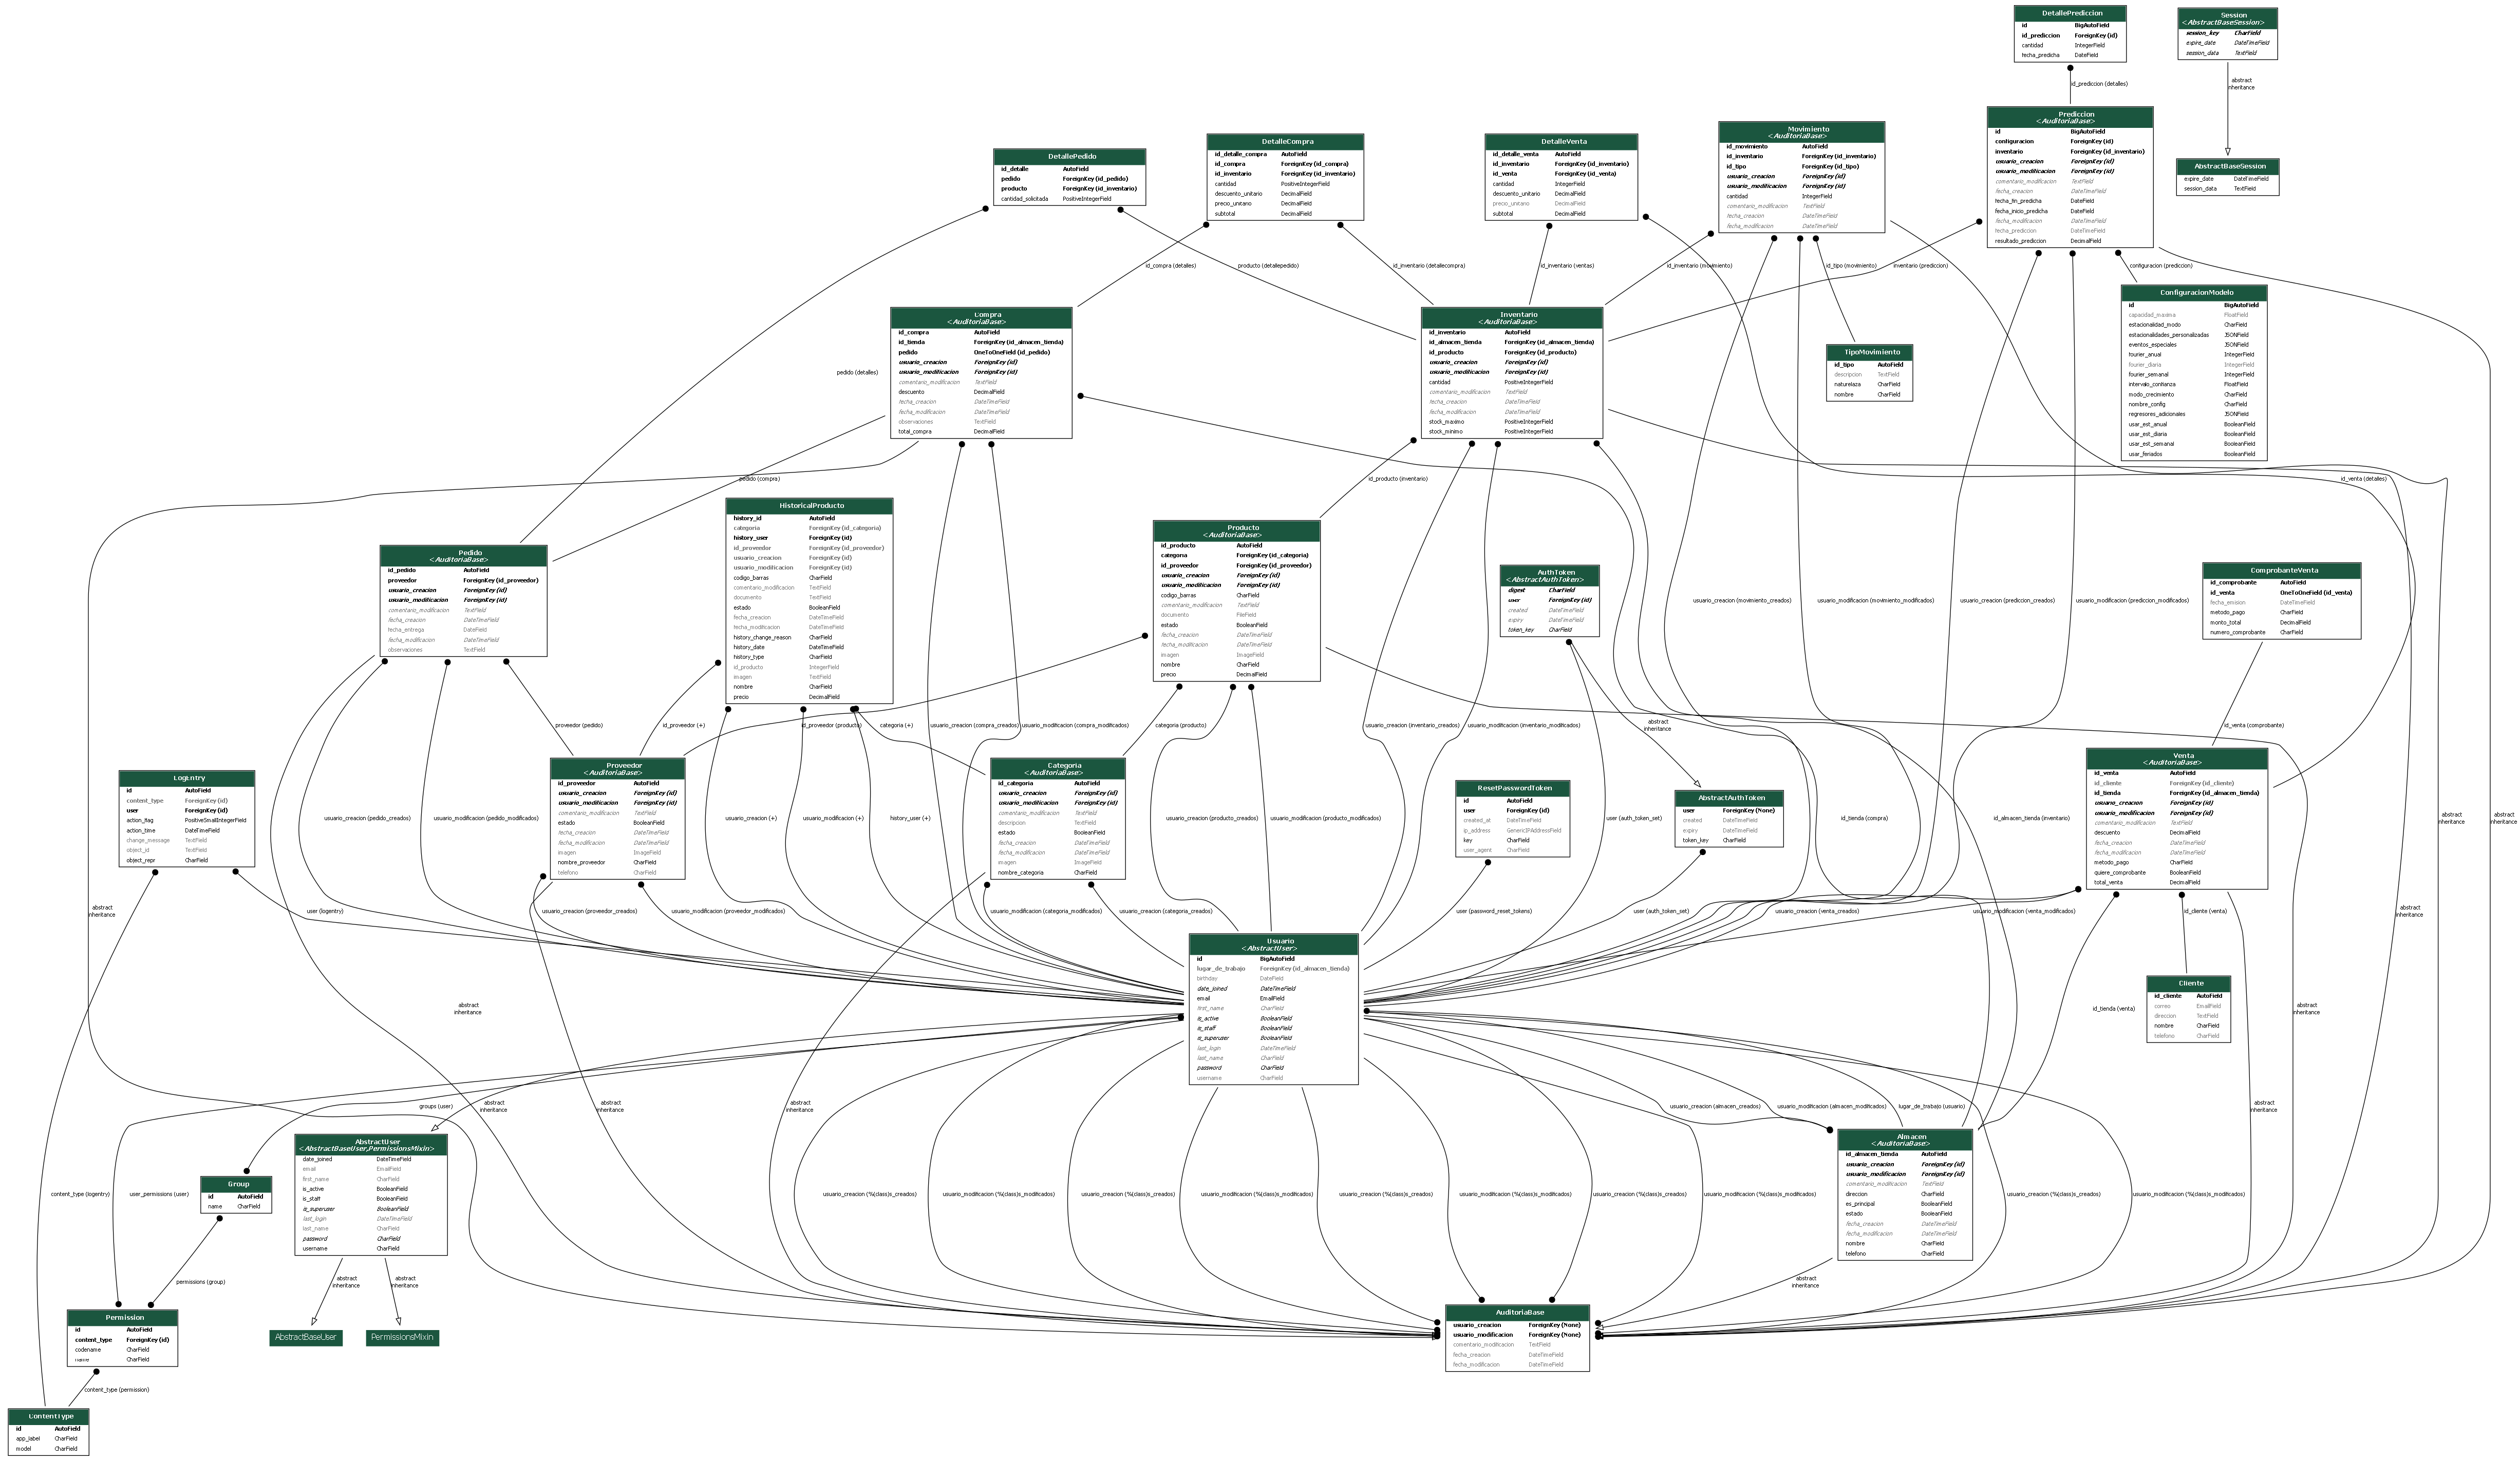 DetallePrediccion
id BigAutoField
id_prediccion ForeignKey (id)
cantidad IntegerField
fecha_predicha DateField
Session
<AbstractBaseSession>
session_key CharField
expire_date DateTimeField
session_data TextField
id_prediccion (detalles)
abstract
inheritance
DetallePedido
id_detalle AutoField
pedido ForeignKey (id_pedido)
producto ForeignKey (id_inventario)
cantidad_solicitada PositiveIntegerField
DetalleCompra
id_detalle_compra AutoField
id_compra ForeignKey (id_compra)
id_inventario ForeignKey (id_inventario)
cantidad PositiveIntegerField
descuento_unitario DecimalField
precio_unitario DecimalField
subtotal DecimalField
DetalleVenta
id_detalle_venta AutoField
id_inventario ForeignKey (id_inventario)
id_venta ForeignKey (id_venta)
cantidad IntegerField
descuento_unitario DecimalField
precio_unitario DecimalField
subtotal DecimalField
Movimiento
<AuditoriaBase>
id_movimiento AutoField
id_inventario ForeignKey (id_inventario)
id_tipo ForeignKey (id_tipo)
usuario_creacion ForeignKey (id)
usuario_modificacion ForeignKey (id)
cantidad IntegerField
comentario_modificacion TextField
fecha_creacion DateTimeField
fecha_modificacion DateTimeField
Prediccion
<AuditoriaBase>
id BigAutoField
configuracion ForeignKey (id)
inventario ForeignKey (id_inventario)
usuario_creacion ForeignKey (id)
usuario_modificacion ForeignKey (id)
comentario_modificacion TextField
fecha_creacion DateTimeField
fecha_fin_predicha DateField
fecha_inicio_predicha DateField
fecha_modificacion DateTimeField
fecha_prediccion DateTimeField
resultado_prediccion DecimalField
AbstractBaseSession
expire_date DateTimeField
session_data TextField
id_compra (detalles)
producto (detallepedido)
id_inventario (detallecompra)
id_inventario (ventas)
id_inventario (movimiento)
id_tipo (movimiento)
inventario (prediccion)
configuracion (prediccion)
Compra
<AuditoriaBase>
id_compra AutoField
id_tienda ForeignKey (id_almacen_tienda)
pedido OneToOneField (id_pedido)
usuario_creacion ForeignKey (id)
usuario_modificacion ForeignKey (id)
comentario_modificacion TextField
descuento DecimalField
fecha_creacion DateTimeField
fecha_modificacion DateTimeField
observaciones TextField
total_compra DecimalField
Inventario
<AuditoriaBase>
id_inventario AutoField
id_almacen_tienda ForeignKey (id_almacen_tienda)
id_producto ForeignKey (id_producto)
usuario_creacion ForeignKey (id)
usuario_modificacion ForeignKey (id)
cantidad PositiveIntegerField
comentario_modificacion TextField
fecha_creacion DateTimeField
fecha_modificacion DateTimeField
stock_maximo PositiveIntegerField
stock_minimo PositiveIntegerField
TipoMovimiento
id_tipo AutoField
descripcion TextField
naturaleza CharField
nombre CharField
ConfiguracionModelo
id BigAutoField
capacidad_maxima FloatField
estacionalidad_modo CharField
estacionalidades_personalizadas JSONField
eventos_especiales JSONField
fourier_anual IntegerField
fourier_diaria IntegerField
fourier_semanal IntegerField
intervalo_confianza FloatField
modo_crecimiento CharField
nombre_config CharField
regresores_adicionales JSONField
usar_est_anual BooleanField
usar_est_diaria BooleanField
usar_est_semanal BooleanField
usar_feriados BooleanField
pedido (detalles)
pedido (compra)
id_producto (inventario)
id_venta (detalles)
Pedido
<AuditoriaBase>
id_pedido AutoField
proveedor ForeignKey (id_proveedor)
usuario_creacion ForeignKey (id)
usuario_modificacion ForeignKey (id)
comentario_modificacion TextField
fecha_creacion DateTimeField
fecha_entrega DateField
fecha_modificacion DateTimeField
observaciones TextField
HistoricalProducto
history_id AutoField
categoria ForeignKey (id_categoria)
history_user ForeignKey (id)
id_proveedor ForeignKey (id_proveedor)
usuario_creacion ForeignKey (id)
usuario_modificacion ForeignKey (id)
codigo_barras CharField
comentario_modificacion TextField
documento TextField
estado BooleanField
fecha_creacion DateTimeField
fecha_modificacion DateTimeField
history_change_reason CharField
history_date DateTimeField
history_type CharField
id_producto IntegerField
imagen TextField
nombre CharField
precio DecimalField
Producto
<AuditoriaBase>
id_producto AutoField
categoria ForeignKey (id_categoria)
id_proveedor ForeignKey (id_proveedor)
usuario_creacion ForeignKey (id)
usuario_modificacion ForeignKey (id)
codigo_barras CharField
comentario_modificacion TextField
documento FileField
estado BooleanField
fecha_creacion DateTimeField
fecha_modificacion DateTimeField
imagen ImageField
nombre CharField
precio DecimalField
AuthToken
<AbstractAuthToken>
digest CharField
user ForeignKey (id)
created DateTimeField
expiry DateTimeField
token_key CharField
usuario_creacion (movimiento_creados)
usuario_modificacion (movimiento_modificados)
usuario_creacion (prediccion_creados)
usuario_modificacion (prediccion_modificados)
ComprobanteVenta
id_comprobante AutoField
id_venta OneToOneField (id_venta)
fecha_emision DateTimeField
metodo_pago CharField
monto_total DecimalField
numero_comprobante CharField
proveedor (pedido)
id_proveedor (+)
id_proveedor (producto)
categoria (+)
usuario_creacion (compra_creados)
usuario_modificacion (compra_modificados)
categoria (producto)
usuario_creacion (inventario_creados)
usuario_modificacion (inventario_modificados)
abstract
inheritance
id_venta (comprobante)
LogEntry
id AutoField
content_type ForeignKey (id)
user ForeignKey (id)
action_flag PositiveSmallIntegerField
action_time DateTimeField
change_message TextField
object_id TextField
object_repr CharField
usuario_creacion (pedido_creados)
usuario_modificacion (pedido_modificados)
Proveedor
<AuditoriaBase>
id_proveedor AutoField
usuario_creacion ForeignKey (id)
usuario_modificacion ForeignKey (id)
comentario_modificacion TextField
estado BooleanField
fecha_creacion DateTimeField
fecha_modificacion DateTimeField
imagen ImageField
nombre_proveedor CharField
telefono CharField
usuario_creacion (+)
usuario_modificacion (+)
history_user (+)
Categoria
<AuditoriaBase>
id_categoria AutoField
usuario_creacion ForeignKey (id)
usuario_modificacion ForeignKey (id)
comentario_modificacion TextField
descripcion TextField
estado BooleanField
fecha_creacion DateTimeField
fecha_modificacion DateTimeField
imagen ImageField
nombre_categoria CharField
usuario_creacion (producto_creados)
usuario_modificacion (producto_modificados)
ResetPasswordToken
id AutoField
user ForeignKey (id)
created_at DateTimeField
ip_address GenericIPAddressField
key CharField
user_agent CharField
user (auth_token_set)
AbstractAuthToken
user ForeignKey (None)
created DateTimeField
expiry DateTimeField
token_key CharField
id_tienda (compra)
id_almacen_tienda (inventario)
Venta
<AuditoriaBase>
id_venta AutoField
id_cliente ForeignKey (id_cliente)
id_tienda ForeignKey (id_almacen_tienda)
usuario_creacion ForeignKey (id)
usuario_modificacion ForeignKey (id)
comentario_modificacion TextField
descuento DecimalField
fecha_creacion DateTimeField
fecha_modificacion DateTimeField
metodo_pago CharField
quiere_comprobante BooleanField
total_venta DecimalField
abstract
inheritance
abstract
inheritance
abstract
inheritance
user (logentry)
usuario_creacion (proveedor_creados)
usuario_modificacion (proveedor_modificados)
usuario_modificacion (categoria_modificados)
usuario_creacion (categoria_creados)
user (password_reset_tokens)
user (auth_token_set)
usuario_creacion (venta_creados)
usuario_modificacion (venta_modificados)
id_cliente (venta)
abstract
inheritance
Usuario
<AbstractUser>
id BigAutoField
lugar_de_trabajo ForeignKey (id_almacen_tienda)
birthday DateField
date_joined DateTimeField
email EmailField
first_name CharField
is_active BooleanField
is_staff BooleanField
is_superuser BooleanField
last_login DateTimeField
last_name CharField
password CharField
username CharField
Cliente
id_cliente AutoField
correo EmailField
direccion TextField
nombre CharField
telefono CharField
abstract
inheritance
id_tienda (venta)
abstract
inheritance
groups (user)
abstract
inheritance
abstract
inheritance
abstract
inheritance
usuario_creacion (almacen_creados)
usuario_modificacion (almacen_modificados)
lugar_de_trabajo (usuario)
abstract
inheritance
AbstractUser
<AbstractBaseUser,PermissionsMixin>
date_joined DateTimeField
email EmailField
first_name CharField
is_active BooleanField
is_staff BooleanField
is_superuser BooleanField
last_login DateTimeField
last_name CharField
password CharField
username CharField
Almacen
<AuditoriaBase>
id_almacen_tienda AutoField
usuario_creacion ForeignKey (id)
usuario_modificacion ForeignKey (id)
comentario_modificacion TextField
direccion CharField
es_principal BooleanField
estado BooleanField
fecha_creacion DateTimeField
fecha_modificacion DateTimeField
nombre CharField
telefono CharField
Group
id AutoField
name CharField
content_type (logentry)
user_permissions (user)
usuario_creacion (%(class)s_creados)
usuario_modificacion (%(class)s_modificados)
usuario_creacion (%(class)s_creados)
usuario_modificacion (%(class)s_modificados)
usuario_creacion (%(class)s_creados)
usuario_modificacion (%(class)s_modificados)
usuario_creacion (%(class)s_creados)
usuario_modificacion (%(class)s_modificados)
usuario_creacion (%(class)s_creados)
usuario_modificacion (%(class)s_modificados)
permissions (group)
abstract
inheritance
abstract
inheritance
abstract
inheritance
Permission
id AutoField
content_type ForeignKey (id)
codename CharField
name CharField
AbstractBaseUser
PermissionsMixin
AuditoriaBase
usuario_creacion ForeignKey (None)
usuario_modificacion ForeignKey (None)
comentario_modificacion TextField
fecha_creacion DateTimeField
fecha_modificacion DateTimeField
content_type (permission)
ContentType
id AutoField
app_label CharField
model CharField